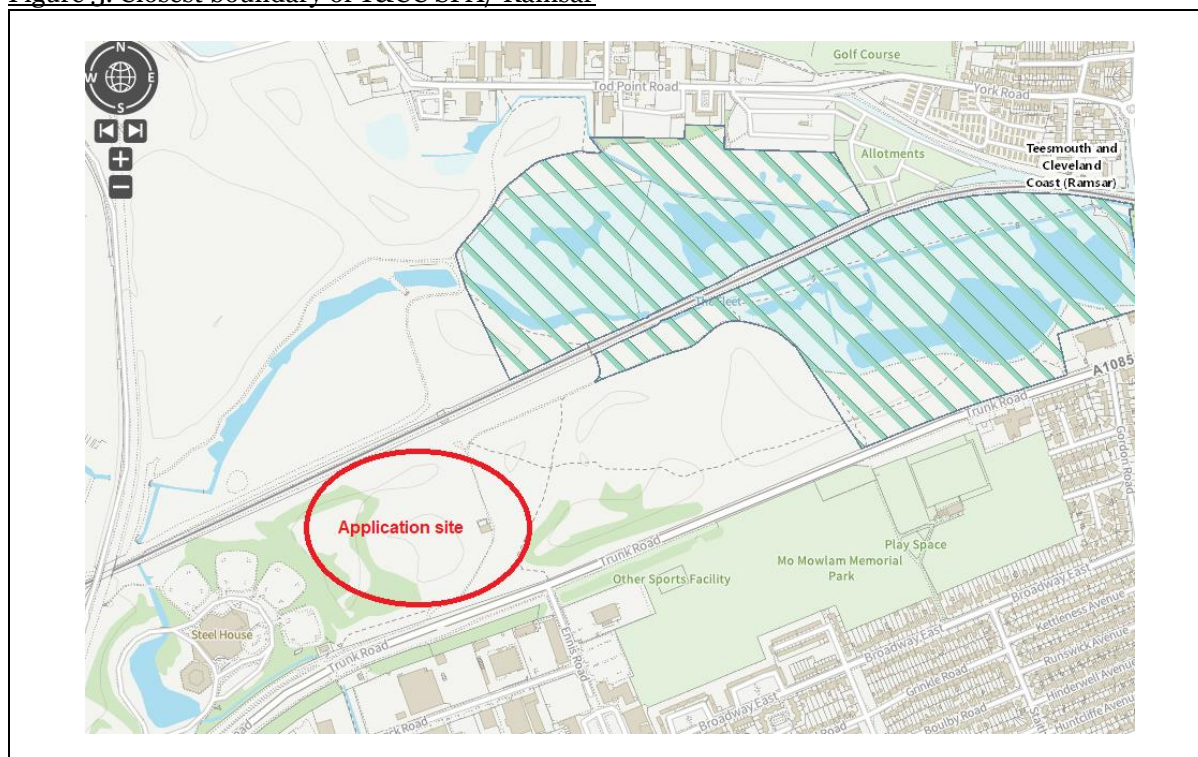 Figure 3: Closest boundary of T&CC SPA/ Ramsar
N
W
E
S
Golf Course
Tod Point Road
York Road
Allotments
Teesmouth and
Cleveland
Coast (Ramsar)
The Fleet
A1085
Trunk Road
Gordon Road
Application site
Trunk Road
Play Space
Mo Mowlam Memorial
Park
Other Sports Facility
Broadway East
Kettleness Avenue
Steel House
Ennis Road
Broadway East
Runswick Avenue
Trunk Road
Grinkle Road
Hinderwell Avenue
Boulby Road
Huntcliffe Avenue
Broadway East
Road
Road